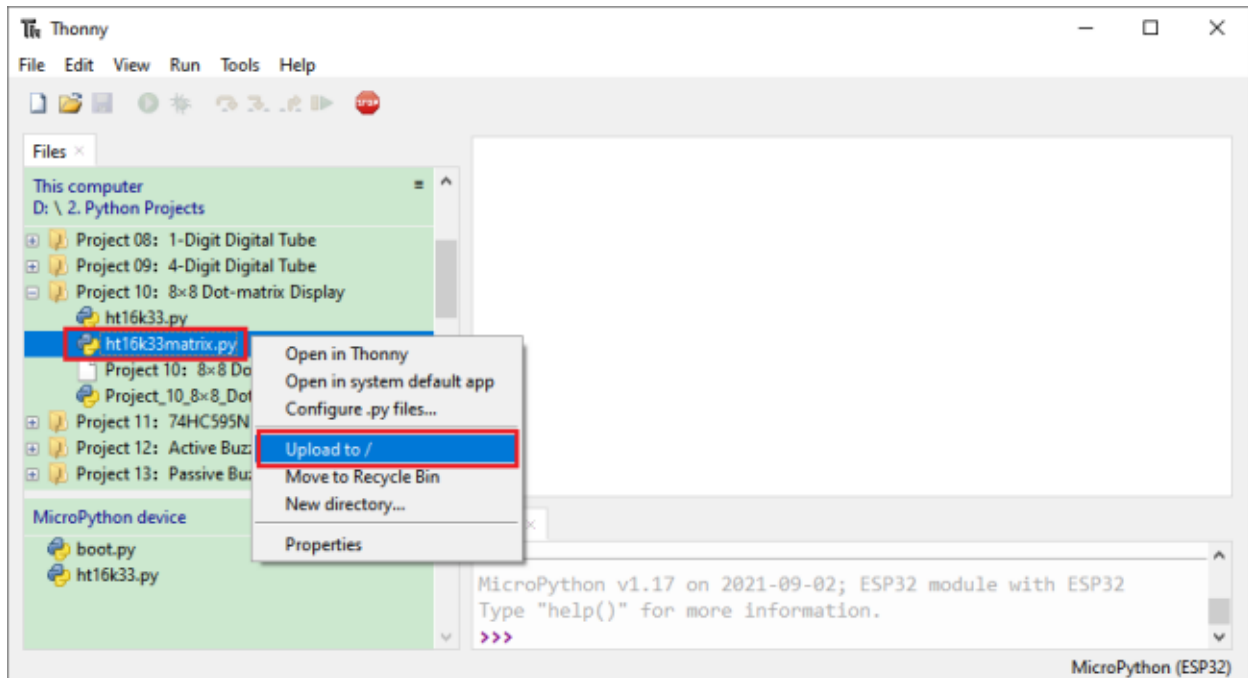 Thonny
File Edit View Run Tools Help
STOP
Files
This computer
D: \ 2. Python Projects
Project 08: 1-Digit Digital Tube
Project 09: 4-Digit Digital Tube
Project 10: 8×8 Dot-matrix Display
ht16k33.py
ht16k33matrix.py
Project 10: 8×8 Do
Project_10_8×8_Dot
Project 11: 74HC595N
Project 12: Active Buz
Project 13: Passive Bu
Open in Thonny
Open in system default app
Configure .py files...
Upload to /
Move to Recycle Bin
New directory...
Properties
MicroPython device
boot.py
ht16k33.py
MicroPython v1.17 on 2021-09-02; ESP32 module with ESP32
Type "help()" for more information.
>>>
MicroPython (ESP32)